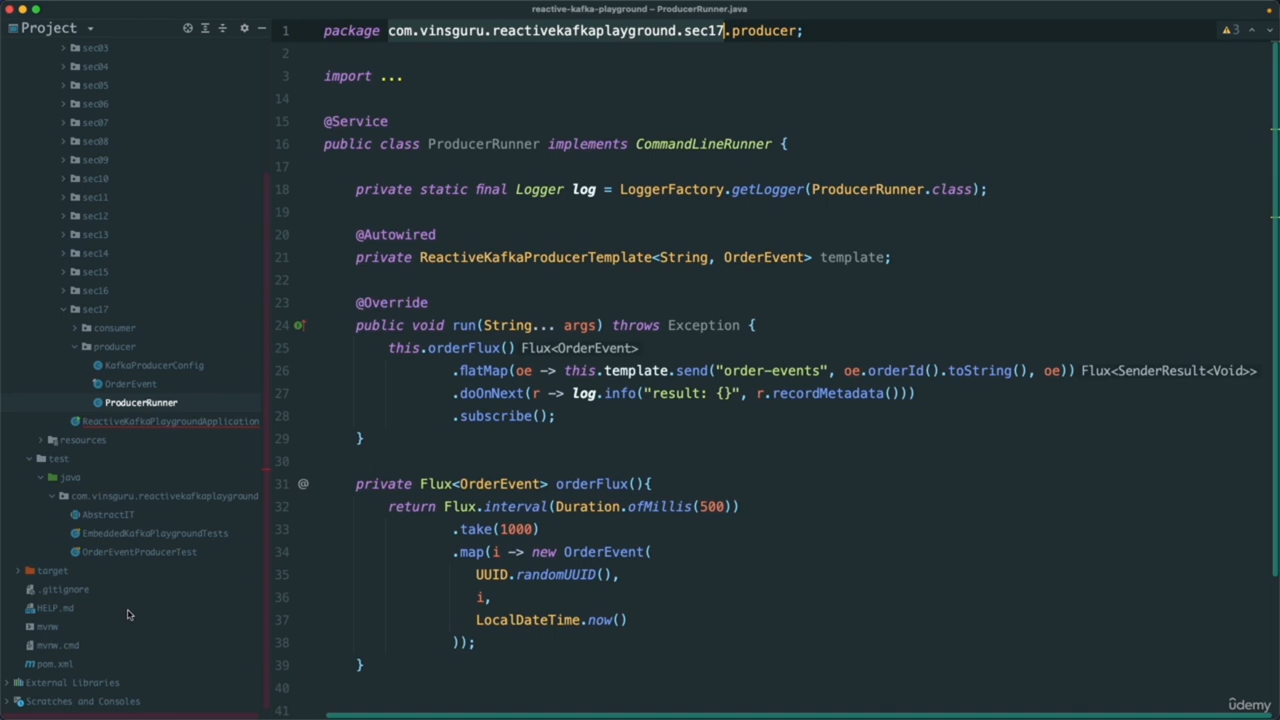 reactive-kafka-playground – ProducerRunner.java
Project
sec03
sec04
sec05
sec06
sec07
sec08
sec09
sec10
sec11
sec12
sec13
sec14
sec15
sec16
sec17
consumer
producer
KafkaProducerConfig
OrderEvent
ProducerRunner
ReactiveKafkaPlaygroundApplication
resources
test
java
com.vinsguru.reactivekafkaplayground
AbstractIT
EmbeddedKafkaPlaygroundTests
OrderEventProducerTest
target
.gitignore
HELP.md
mvnw
mvnw.cmd
pom.xml
External Libraries
Scratches and Consoles
1 package com.vinsguru.reactivekafkaplayground.sec17.producer;
3
2
3 import ...
14
15 @Service
16 public class ProducerRunner implements CommandLineRunner {
17
18 private static final Logger log = LoggerFactory.getLogger(ProducerRunner.class);
19
20 @Autowired
21 private ReactiveKafkaProducerTemplate<String, OrderEvent> template;
22
23 @Override
24 public void run(String... args) throws Exception {
25 this.orderFlux() Flux<OrderEvent>
26 .flatMap(oe -> this.template.send("order-events", oe.orderId().toString(), oe)) Flux<SenderResult<Void>>
27 .doOnNext(r -> log.info("result: {}", r.recordMetadata()))
28 .subscribe();
29 }
30
31 private Flux<OrderEvent> orderFlux(){
32 return Flux.interval(Duration.ofMillis(500))
33 .take(1000)
34 .map(i -> new OrderEvent(
35 UUID.randomUUID(),
36 i,
37 LocalDateTime.now()
38 ));
39 }
40
41
udemy